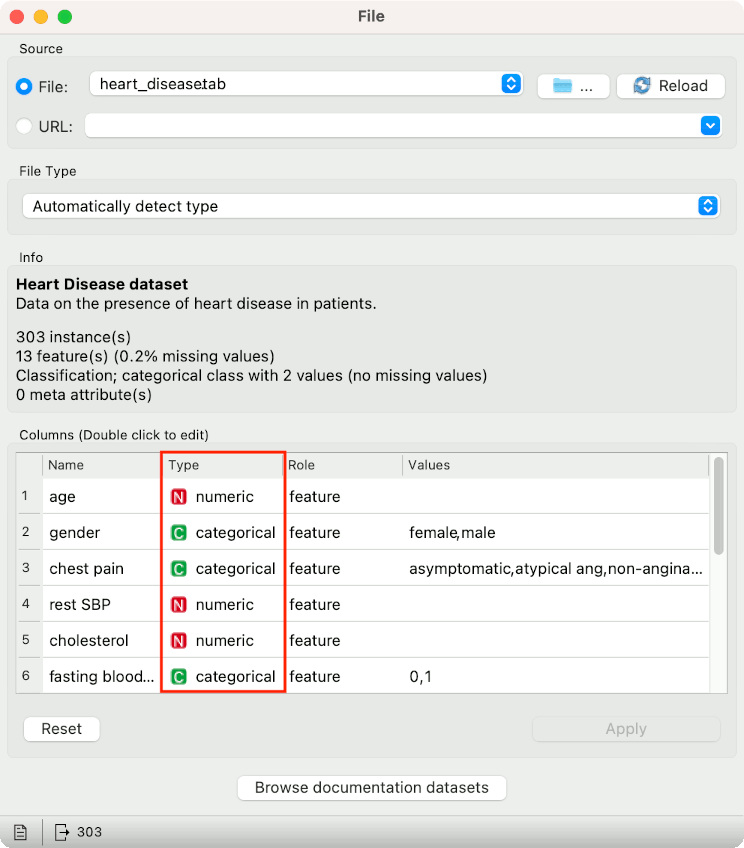 File
Source
File: heart_disease.tab ... Reload
URL:
File Type
Automatically detect type
Info
Heart Disease dataset
Data on the presence of heart disease in patients.
303 instance(s)
13 feature(s) (0.2% missing values)
Classification; categorical class with 2 values (no missing values)
0 meta attribute(s)
Columns (Double click to edit)
Name Type Role Values
1 age N numeric feature
2 gender C categorical feature female,male
3 chest pain C categorical feature asymptomatic,atypical ang,non-angina...
4 rest SBP N numeric feature
5 cholesterol N numeric feature
6 fasting blood... C categorical feature 0,1
Reset Apply
Browse documentation datasets
303